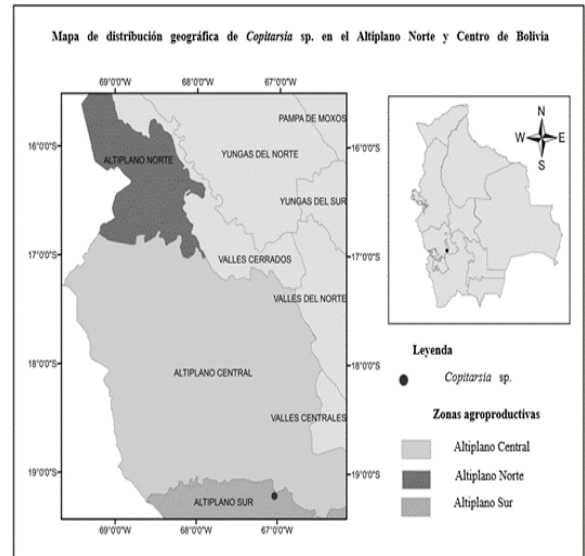 Mapa de distribución geográfica de Copitarsia sp. en el Altiplano Norte y Centro de Bolivia
69°0'0"W 68°0'0"W 67°0'0"W
PAMPA DE MOXOS
16°0'0"S
ALTIPLANO NORTE
YUNGAS DEL NORTE
16°0'0"S
YUNGAS DEL SUR
17°0'0"S
VALLES CERRADOS
17°0'0"S
VALLES DEL NORTE
18°0'0"S
ALTIPLANO CENTRAL
18°0'0"S
VALLES CENTRALES
19°0'0"S
19°0'0"S
ALTIPLANO SUR
69°0'0"W 68°0'0"W 67°0'0"W
N
W E
S
Leyenda
Copitarsia sp.
Zonas agroproductivas
Altiplano Central
Altiplano Norte
Altiplano Sur